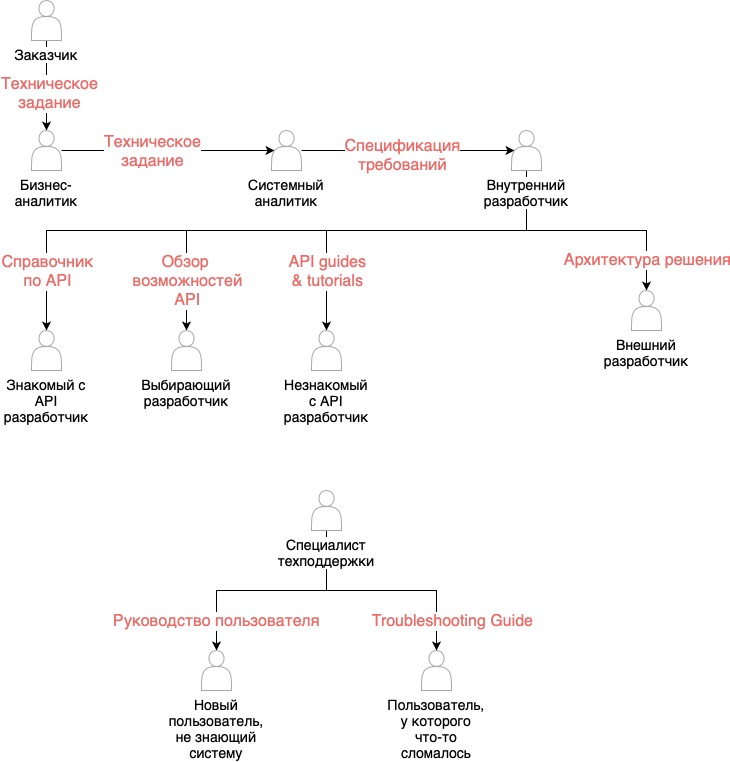 Заказчик
Техническое
задание
Техническое
задание
Спецификация
требований
Бизнес-
аналитик
Системный
аналитик
Внутренний
разработчик
Справочник
по API
Обзор
возможностей
API
API guides
& tutorials
Архитектура решения
Внешний
разработчик
Знакомый с
API
разработчик
Выбирающий
разработчик
Незнакомый
с API
разработчик
Специалист
техподдержки
Руководство пользователя
Troubleshooting Guide
Новый
пользователь,
не знающий
систему
Пользователь,
у которого
что-то
сломалось